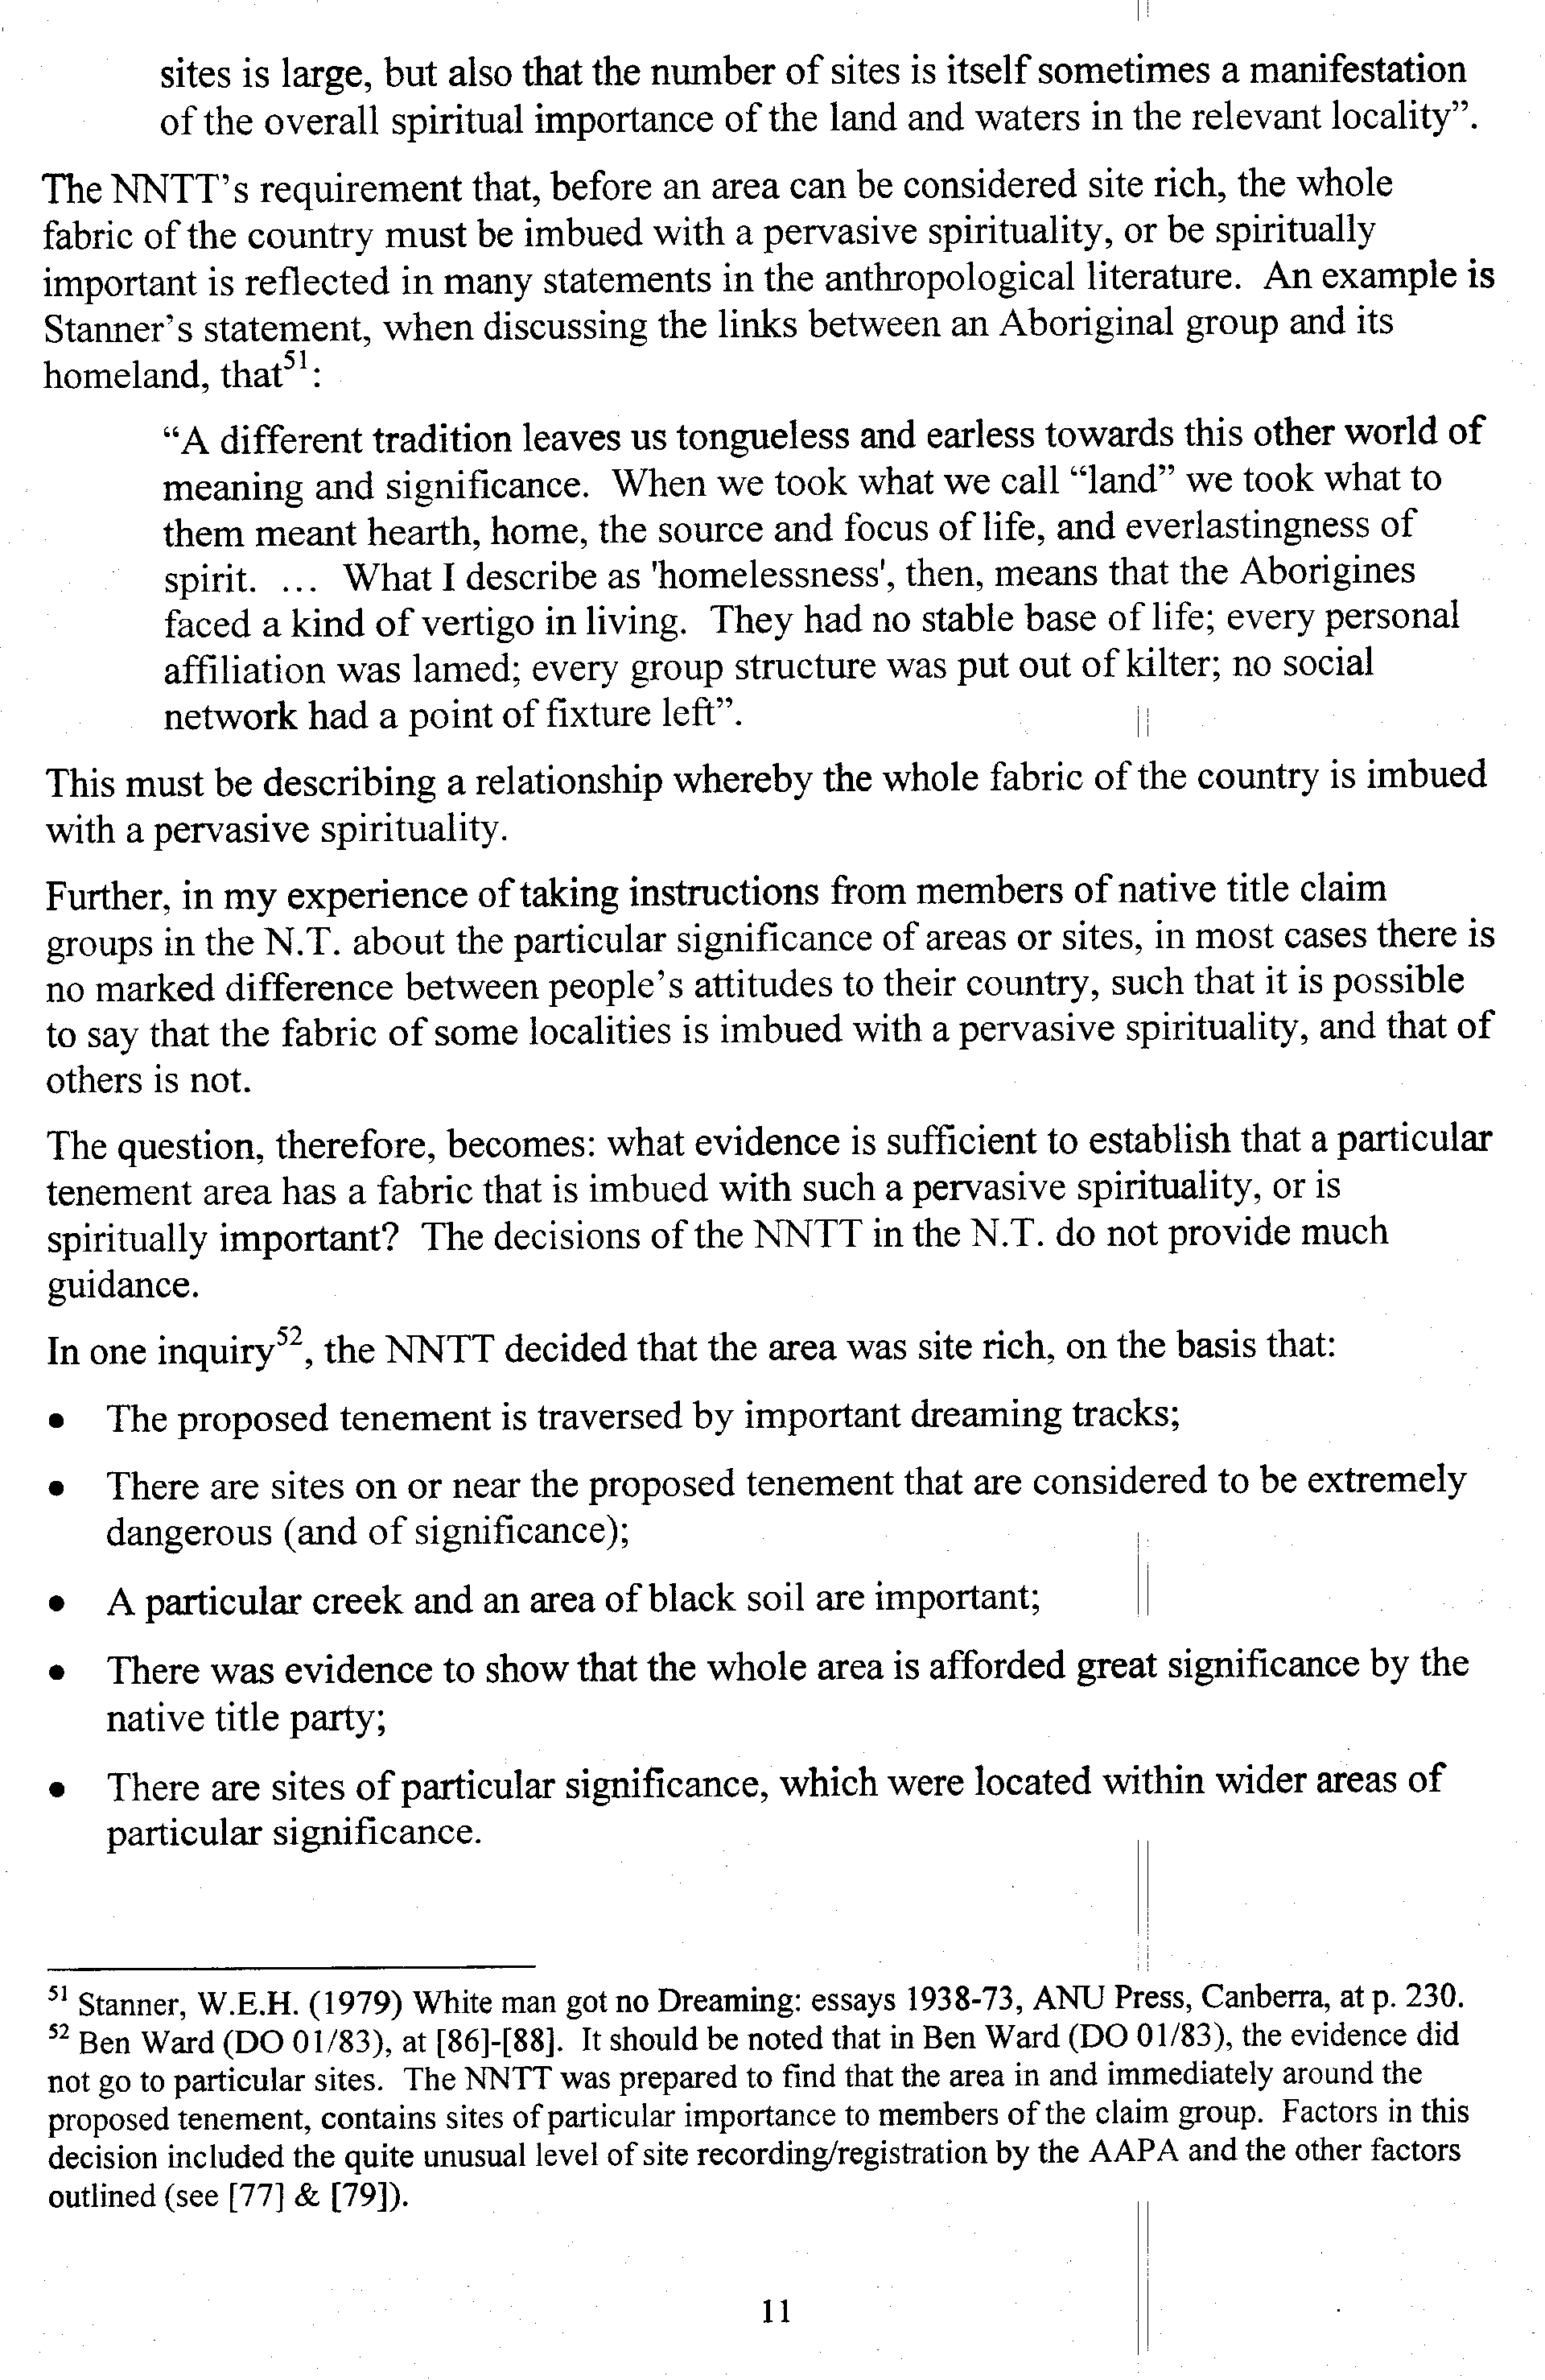 sites is large, but also that the number of sites is itself sometimes a manifestation
of the overall spiritual importance of the land and waters in the relevant locality”.
The NNTT’s requirement that, before an area can be considered site rich, the whole
fabric of the country must be imbued with a pervasive spirituality, or be spiritually
important is reflected in many statements in the anthropological literature. An example is
Stanner’s statement, when discussing the links between an Aboriginal group and its
homeland, that51:
“A different tradition leaves us tongueless and earless towards this other world of
meaning and significance. When we took what we call “land” we took what to
them meant hearth, home, the source and focus of life, and everlastingness of
spirit. ... What I describe as 'homelessness', then, means that the Aborigines
faced a kind of vertigo in living. They had no stable base of life; every personal
affiliation was lamed; every group structure was put out of kilter; no social
network had a point of fixture left”.
This must be describing a relationship whereby the whole fabric of the country is imbued
with a pervasive spirituality.
Further, in my experience of taking instructions from members of native title claim
groups in the N.T. about the particular significance of areas or sites, in most cases there is
no marked difference between people’s attitudes to their country, such that it is possible
to say that the fabric of some localities is imbued with a pervasive spirituality, and that of
others is not.
The question, therefore, becomes: what evidence is sufficient to establish that a particular
tenement area has a fabric that is imbued with such a pervasive spirituality, or is
spiritually important? The decisions of the NNTT in the N.T. do not provide much
guidance.
In one inquiry52, the NNTT decided that the area was site rich, on the basis that:
• The proposed tenement is traversed by important dreaming tracks;
• There are sites on or near the proposed tenement that are considered to be extremely
dangerous (and of significance);
• A particular creek and an area of black soil are important;
• There was evidence to show that the whole area is afforded great significance by the
native title party;
• There are sites of particular significance, which were located within wider areas of
particular significance.
51 Stanner, W.E.H. (1979) White man got no Dreaming: essays 1938-73, ANU Press, Canberra, at p. 230.
52 Ben Ward (DO 01/83), at [86]-[88]. It should be noted that in Ben Ward (DO 01/83), the evidence did
not go to particular sites. The NNTT was prepared to find that the area in and immediately around the
proposed tenement, contains sites of particular importance to members of the claim group. Factors in this
decision included the quite unusual level of site recording/registration by the AAPA and the other factors
outlined (see [77] & [79]).
11